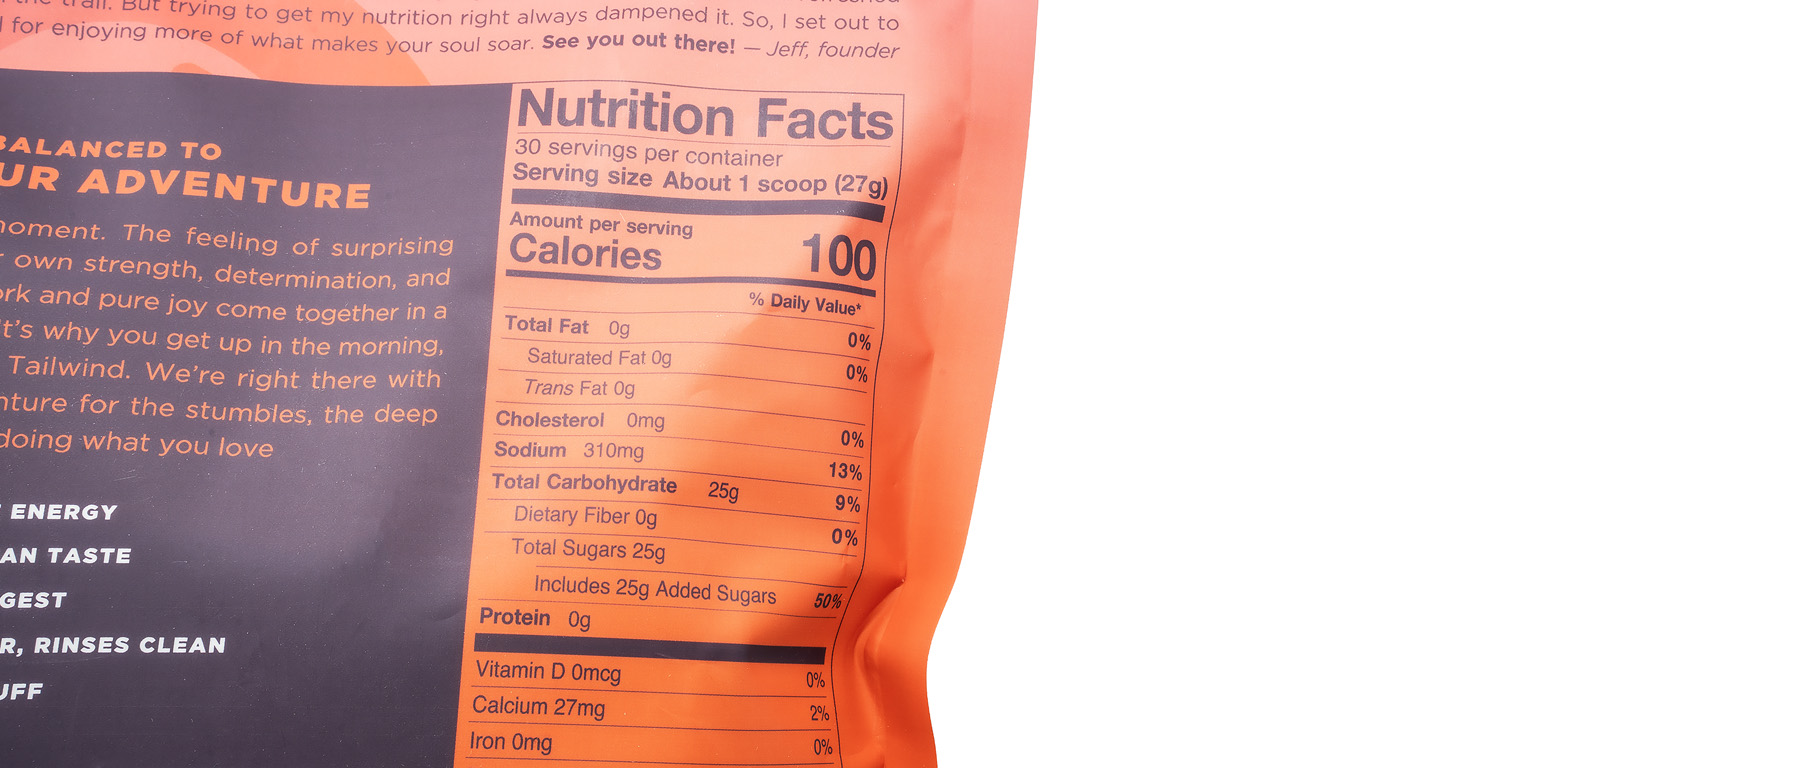 the trail. But trying to get my nutrition right always dampened it. So, I set out to
for enjoying more of what makes your soul soar. See you out there! — Jeff, founder
BALANCED TO
UR ADVENTURE
moment. The feeling of surprising
own strength, determination, and
ork and pure joy come together in a
It's why you get up in the morning,
Tailwind. We're right there with
nture for the stumbles, the deep
doing what you love
ENERGY
AN TASTE
GEST
R, RINSES CLEAN
UFF
Nutrition Facts
30 servings per container
Serving size About 1 scoop (27g)
Amount per serving
Calories 100
% Daily Value*
Total Fat 0g 0%
Saturated Fat 0g 0%
Trans Fat 0g
Cholesterol 0mg 0%
Sodium 310mg 13%
Total Carbohydrate 25g 9%
Dietary Fiber 0g 0%
Total Sugars 25g
Includes 25g Added Sugars 50%
Protein 0g
Vitamin D 0mcg 0%
Calcium 27mg 2%
Iron 0mg 0%